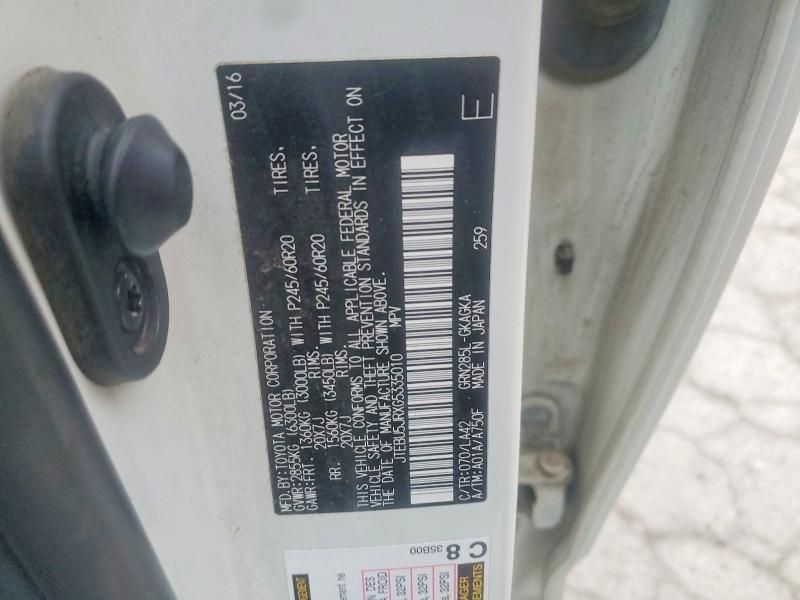 MFD.BY:TOYOTA MOTOR CORPORATION 03/16
GVWR:2855KG (6300LB)
GAWR:FRT. 1360KG (3000LB) WITH P245/60R20 TIRES,
20X7J RIMS,
RR. 1560KG (3450LB) WITH P245/60R20 TIRES,
20X7J RIMS,
THIS VEHICLE CONFORMS TO ALL APPLICABLE FEDERAL MOTOR
VEHICLE SAFETY AND THEFT PREVENTION STANDARDS IN EFFECT ON
THE DATE OF MANUFACTURE SHOWN ABOVE.
JTEBU5JRXG5335010 MPV
259 E
C/TR:070/LA42 GRN285L-GKAGKA
A/TM:A01A/A750F MADE IN JAPAN
C 8
35B00